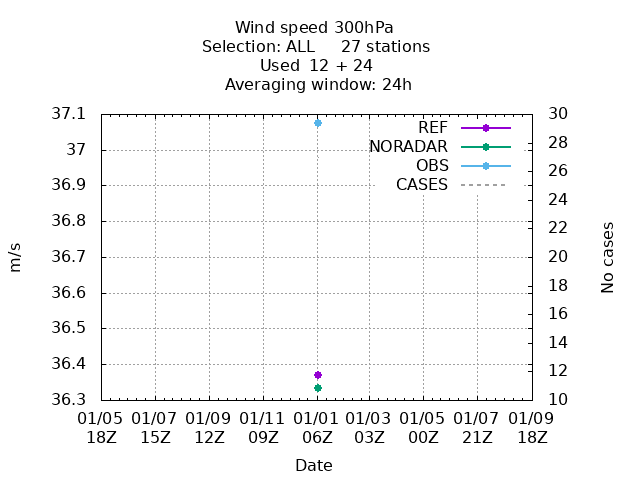 Wind speed 300hPa
Selection: ALL 27 stations
Used 12 + 24
Averaging window: 24h
37.1
37
36.9
36.8
36.7
36.6
36.5
36.4
36.3
m/s
REF
NORADAR
OBS
CASES
30
28
26
24
22
20
18
16
14
12
10
No cases
01/05 01/07 01/09 01/11 01/01 01/03 01/05 01/07 01/09
18Z 15Z 12Z 09Z 06Z 03Z 00Z 21Z 18Z
Date